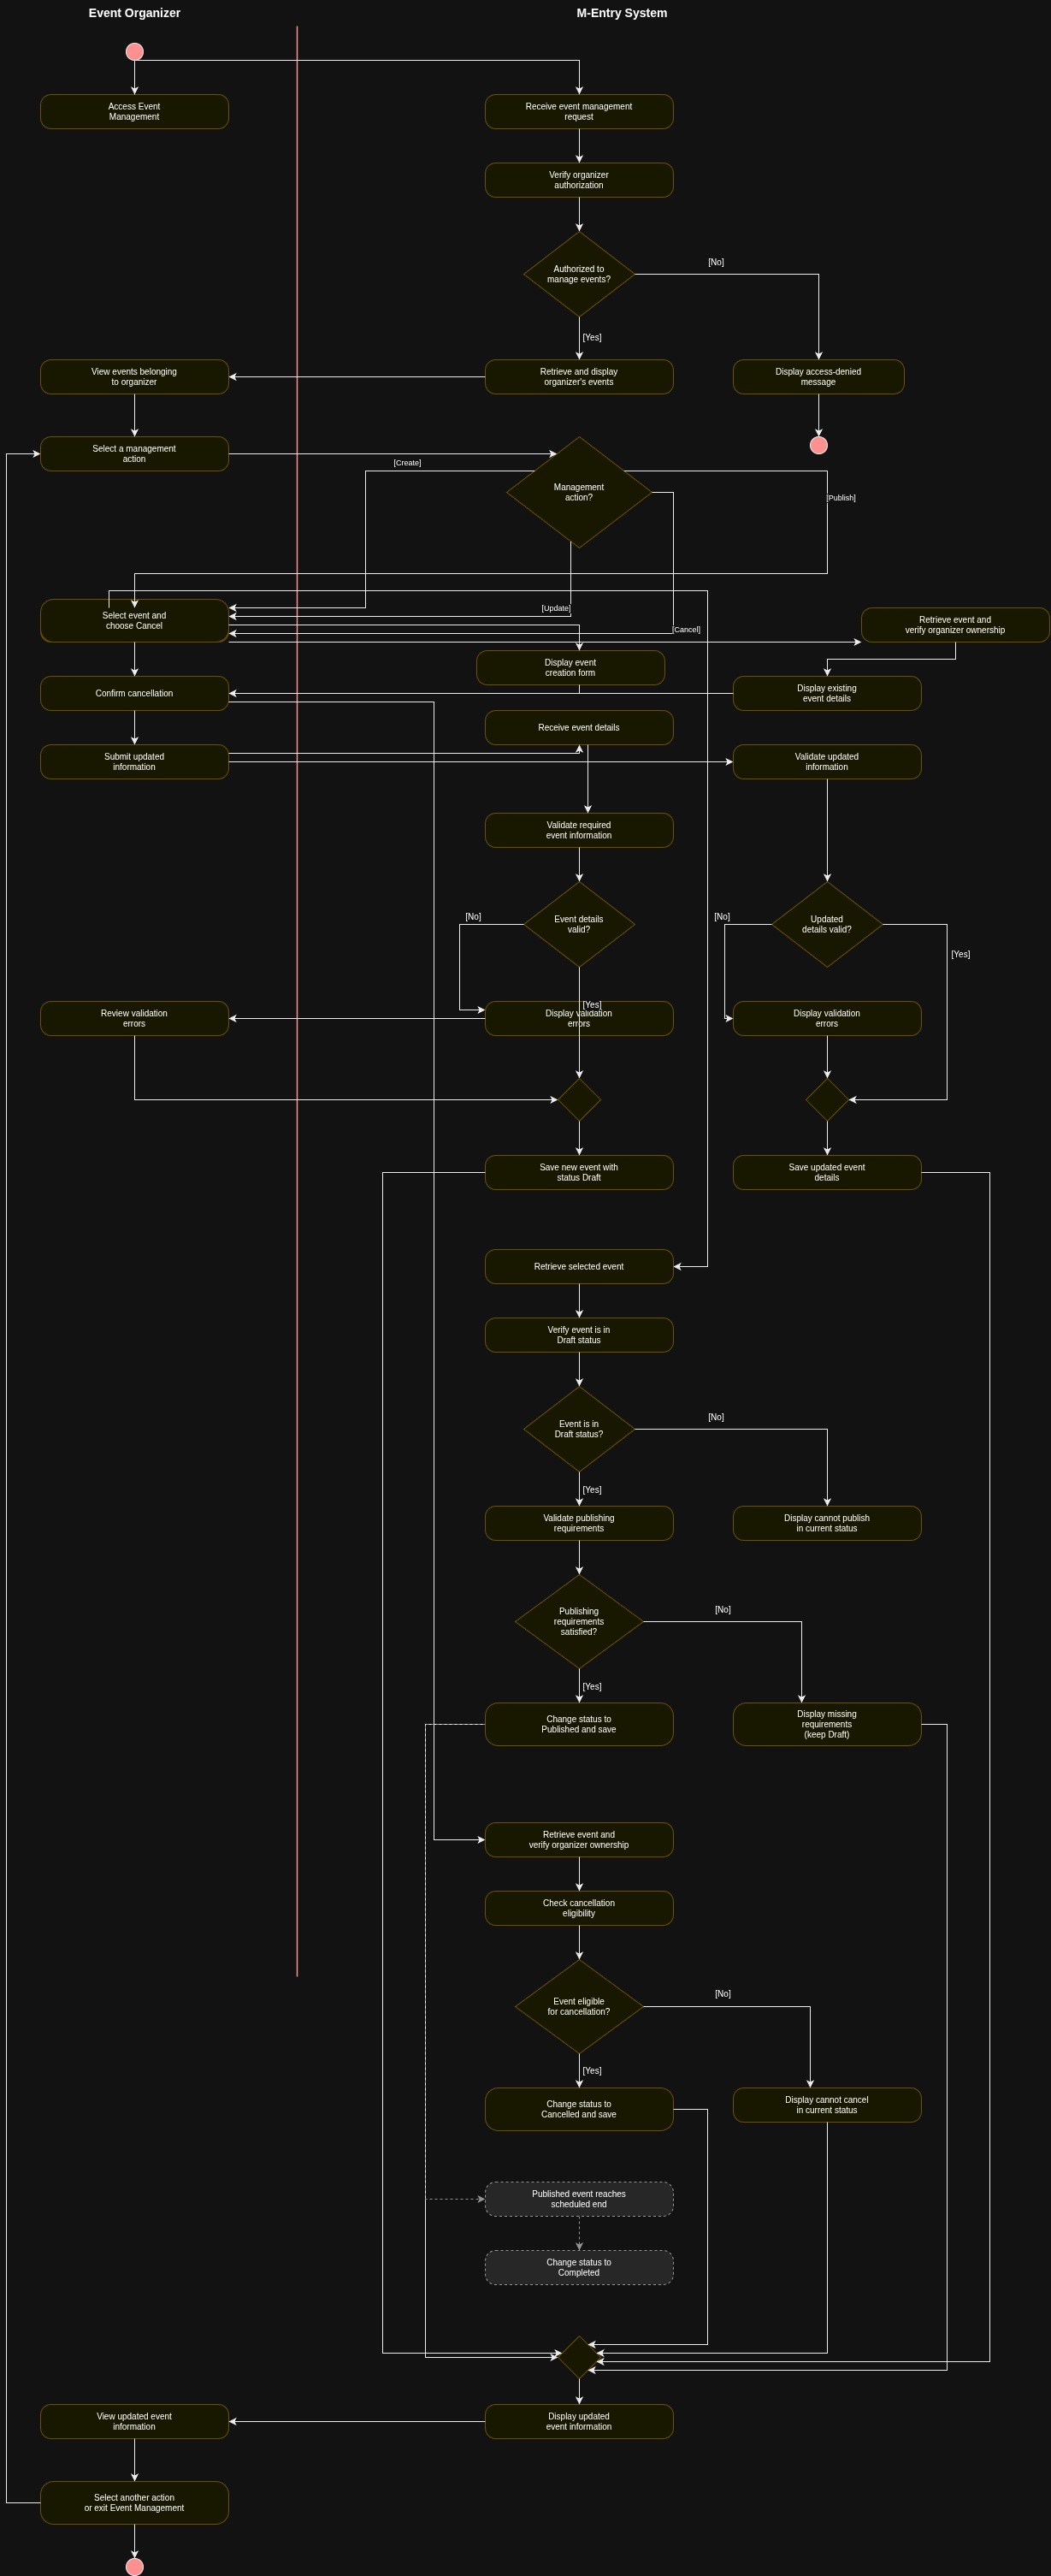 Event Organizer
M-Entry System
Access Event
Management
Receive event management
request
Verify organizer
authorization
Authorized to
manage events?
[No]
[Yes]
View events belonging
to organizer
Retrieve and display
organizer's events
Display access-denied
message
Select a management
action
[Create]
Management
action?
[Publish]
Select event and
choose Cancel
[Update]
[Cancel]
Retrieve event and
verify organizer ownership
Display event
creation form
Confirm cancellation
Display existing
event details
Receive event details
Submit updated
information
Validate updated
information
Validate required
event information
[No]
Event details
valid?
[No]
Updated
details valid?
[Yes]
[Yes]
Review validation
errors
Display validation
errors
Display validation
errors
Save new event with
status Draft
Save updated event
details
Retrieve selected event
Verify event is in
Draft status
Event is in
Draft status?
[No]
[Yes]
Validate publishing
requirements
Display cannot publish
in current status
Publishing
requirements
satisfied?
[No]
[Yes]
Change status to
Published and save
Display missing
requirements
(keep Draft)
Retrieve event and
verify organizer ownership
Check cancellation
eligibility
Event eligible
for cancellation?
[No]
[Yes]
Change status to
Cancelled and save
Display cannot cancel
in current status
Published event reaches
scheduled end
Change status to
Completed
View updated event
information
Display updated
event information
Select another action
or exit Event Management